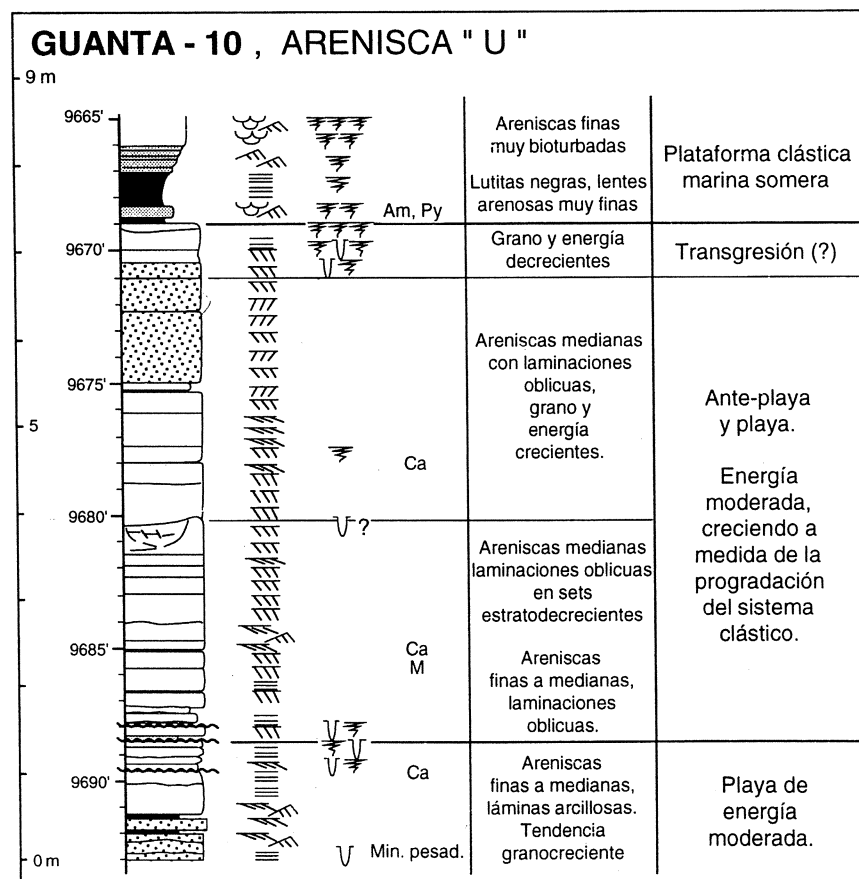 GUANTA - 10 , ARENISCA " U "
9 m
5
0 m
9665'
9670'
9675'
9680'
9685'
9690'
Am, Py
Ca
?
Ca
M
Ca
Min. pesad.
Areniscas finas
muy bioturbadas
Lutitas negras, lentes
arenosas muy finas
Plataforma clástica
marina somera
Grano y energía
decrecientes
Transgresión (?)
Areniscas medianas
con laminaciones
oblicuas,
grano y
energía
crecientes.
Areniscas medianas
laminaciones oblicuas
en sets
estratodecrecientes
Areniscas
finas a medianas,
laminaciones
oblicuas.
Ante-playa
y playa.
Energía
moderada,
creciendo a
medida de la
progradación
del sistema
clástico.
Areniscas
finas a medianas,
láminas arcillosas.
Tendencia
granocreciente
Playa de
energía
moderada.